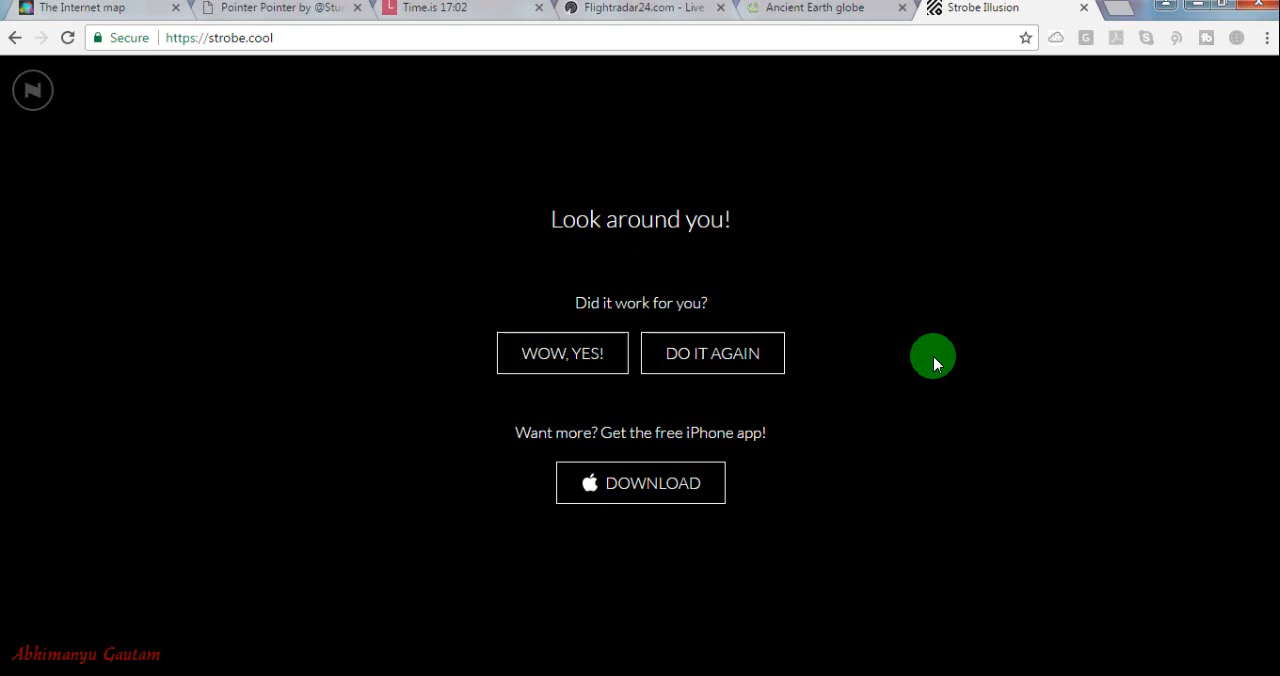 The Internet map
Pointer Pointer by @Stu
Time.is 17:02
Flightradar24.com - Live
Ancient Earth globe
Strobe Illusion
Secure
https://strobe.cool
Look around you!
Did it work for you?
WOW, YES!
DO IT AGAIN
Want more? Get the free iPhone app!
DOWNLOAD
Abhimanyu Gautam